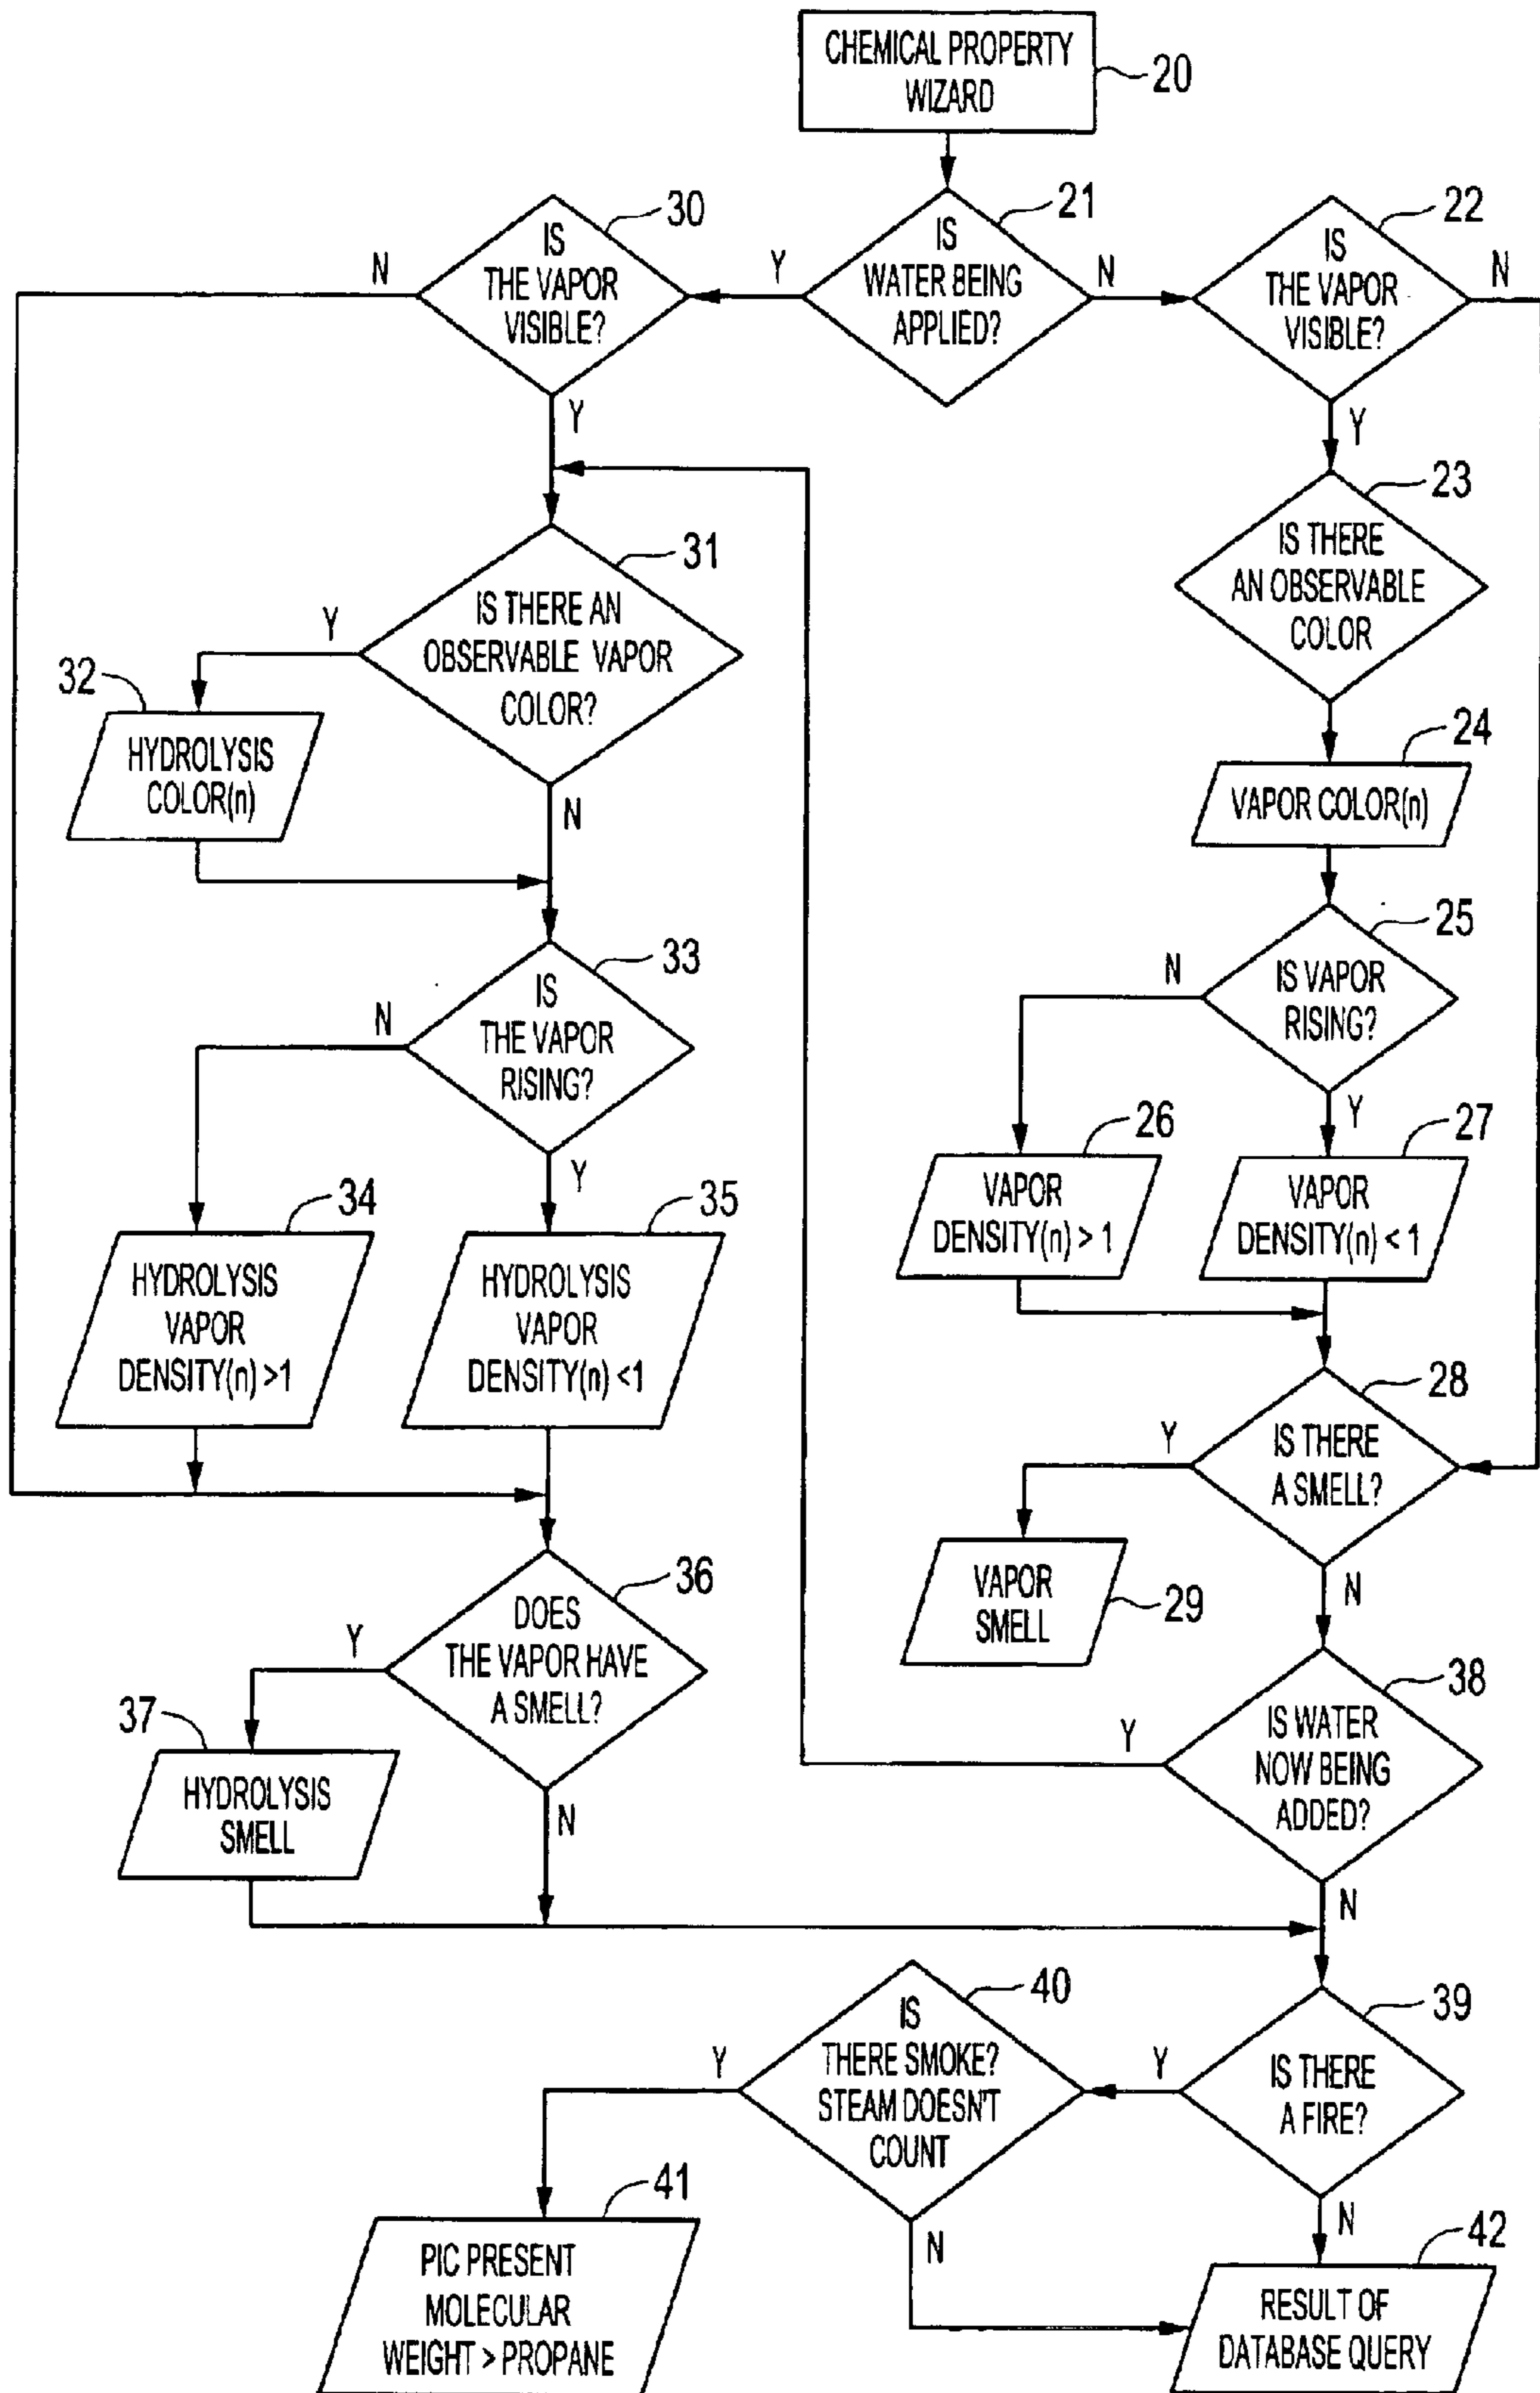 CHEMICAL PROPERTY
WIZARD
20
21
IS
WATER BEING
APPLIED?
Y
N
30
IS
THE VAPOR
VISIBLE?
N
Y
22
IS
THE VAPOR
VISIBLE?
N
Y
23
IS THERE
AN OBSERVABLE
COLOR
31
IS THERE AN
OBSERVABLE VAPOR
COLOR?
Y
N
32
HYDROLYSIS
COLOR(n)
24
VAPOR COLOR(n)
25
IS VAPOR
RISING?
N
Y
33
IS
THE VAPOR
RISING?
N
Y
26
VAPOR
DENSITY(n) > 1
27
VAPOR
DENSITY(n) < 1
34
HYDROLYSIS
VAPOR
DENSITY(n) >1
35
HYDROLYSIS
VAPOR
DENSITY(n) <1
28
IS THERE
A SMELL?
Y
N
29
VAPOR
SMELL
36
DOES
THE VAPOR HAVE
A SMELL?
Y
N
37
HYDROLYSIS
SMELL
38
IS WATER
NOW BEING
ADDED?
Y
N
39
IS THERE
A FIRE?
Y
N
40
IS
THERE SMOKE?
STEAM DOESN'T
COUNT
Y
N
41
PIC PRESENT
MOLECULAR
WEIGHT > PROPANE
42
RESULT OF
DATABASE QUERY